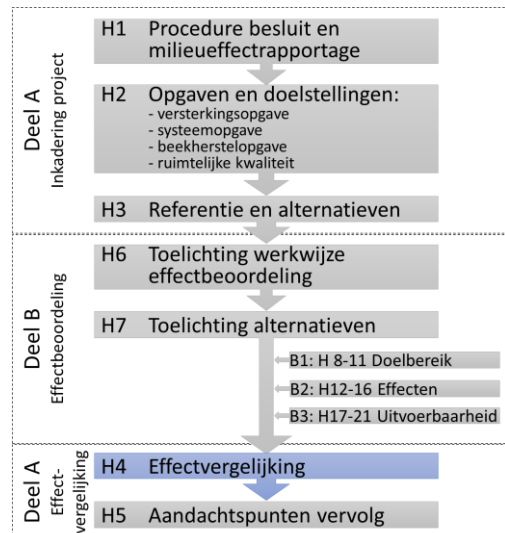 Deel A
Inkadering project
H1 Procedure besluit en
milieueffectrapportage
H2 Opgaven en doelstellingen:
- versterkingsopgave
- systeemopgave
- beekherstelopgave
- ruimtelijke kwaliteit
H3 Referentie en alternatieven
Deel B
Effectbeoordeling
H6 Toelichting werkwijze
effectbeoordeling
H7 Toelichting alternatieven
B1: H 8-11 Doelbereik
B2: H12-16 Effecten
B3: H17-21 Uitvoerbaarheid
Deel A
Effect-
vergelijking
H4 Effectvergelijking
H5 Aandachtspunten vervolg